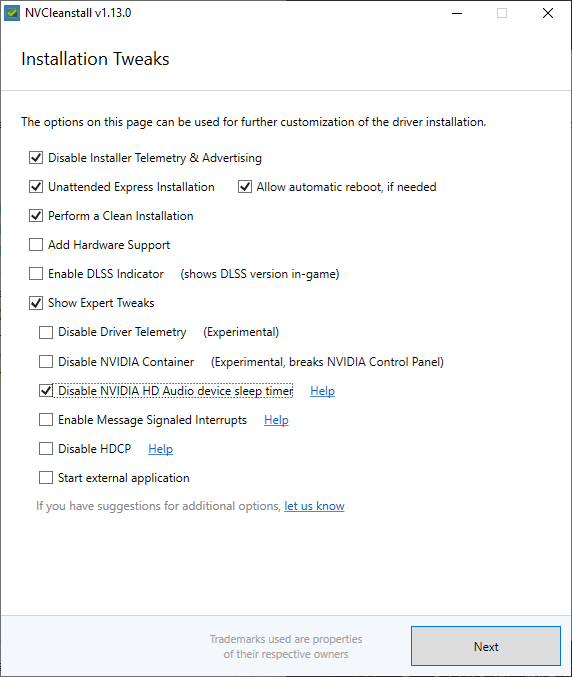 NVCleanstall v1.13.0
Installation Tweaks
The options on this page can be used for further customization of the driver installation.
Disable Installer Telemetry & Advertising
Unattended Express Installation Allow automatic reboot, if needed
Perform a Clean Installation
Add Hardware Support
Enable DLSS Indicator (shows DLSS version in-game)
Show Expert Tweaks
Disable Driver Telemetry (Experimental)
Disable NVIDIA Container (Experimental, breaks NVIDIA Control Panel)
Disable NVIDIA HD Audio device sleep timer Help
Enable Message Signaled Interrupts Help
Disable HDCP Help
Start external application
If you have suggestions for additional options, let us know
Trademarks used are properties
of their respective owners
Next